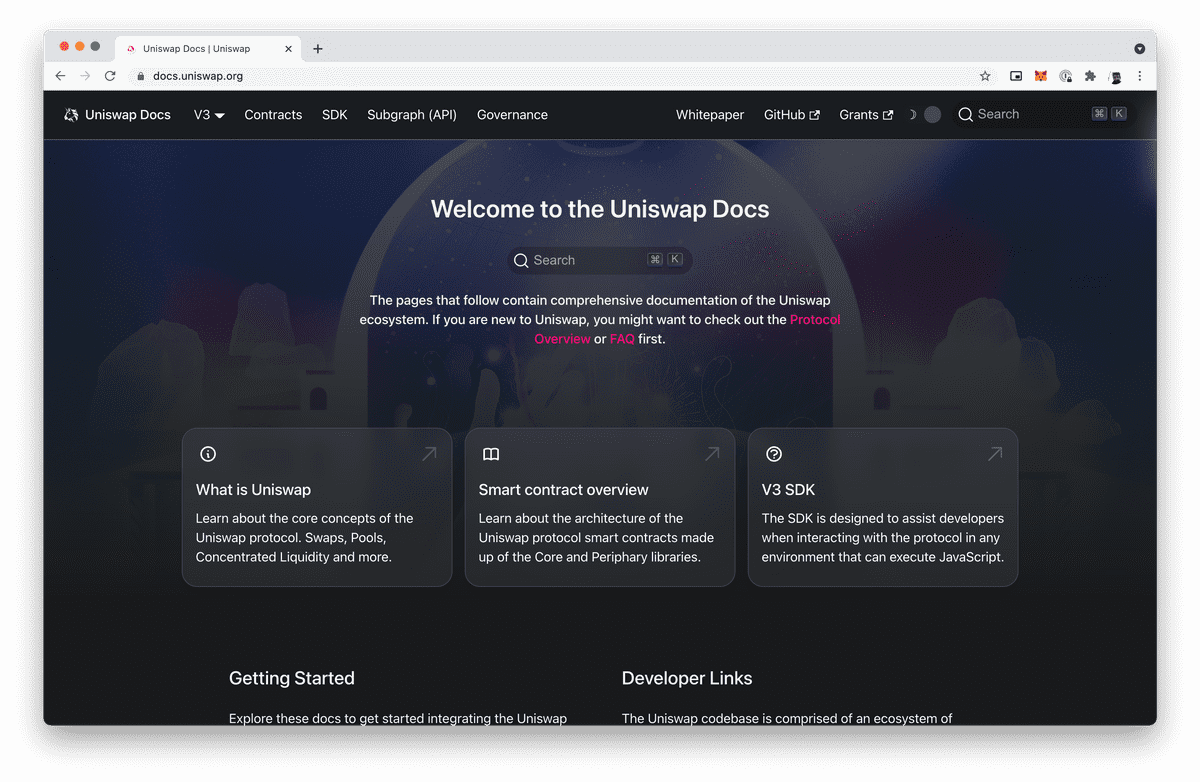 Uniswap Docs | Uniswap
docs.uniswap.org
Uniswap Docs V3 Contracts SDK Subgraph (API) Governance Whitepaper GitHub Grants Search ⌘ K
Welcome to the Uniswap Docs
Search ⌘ K
The pages that follow contain comprehensive documentation of the Uniswap
ecosystem. If you are new to Uniswap, you might want to check out the Protocol
Overview or FAQ first.
What is Uniswap
Learn about the core concepts of the
Uniswap protocol. Swaps, Pools,
Concentrated Liquidity and more.
Smart contract overview
Learn about the architecture of the
Uniswap protocol smart contracts made
up of the Core and Periphary libraries.
V3 SDK
The SDK is designed to assist developers
when interacting with the protocol in any
environment that can execute JavaScript.
Getting Started
Explore these docs to get started integrating the Uniswap
Developer Links
The Uniswap codebase is comprised of an ecosystem of